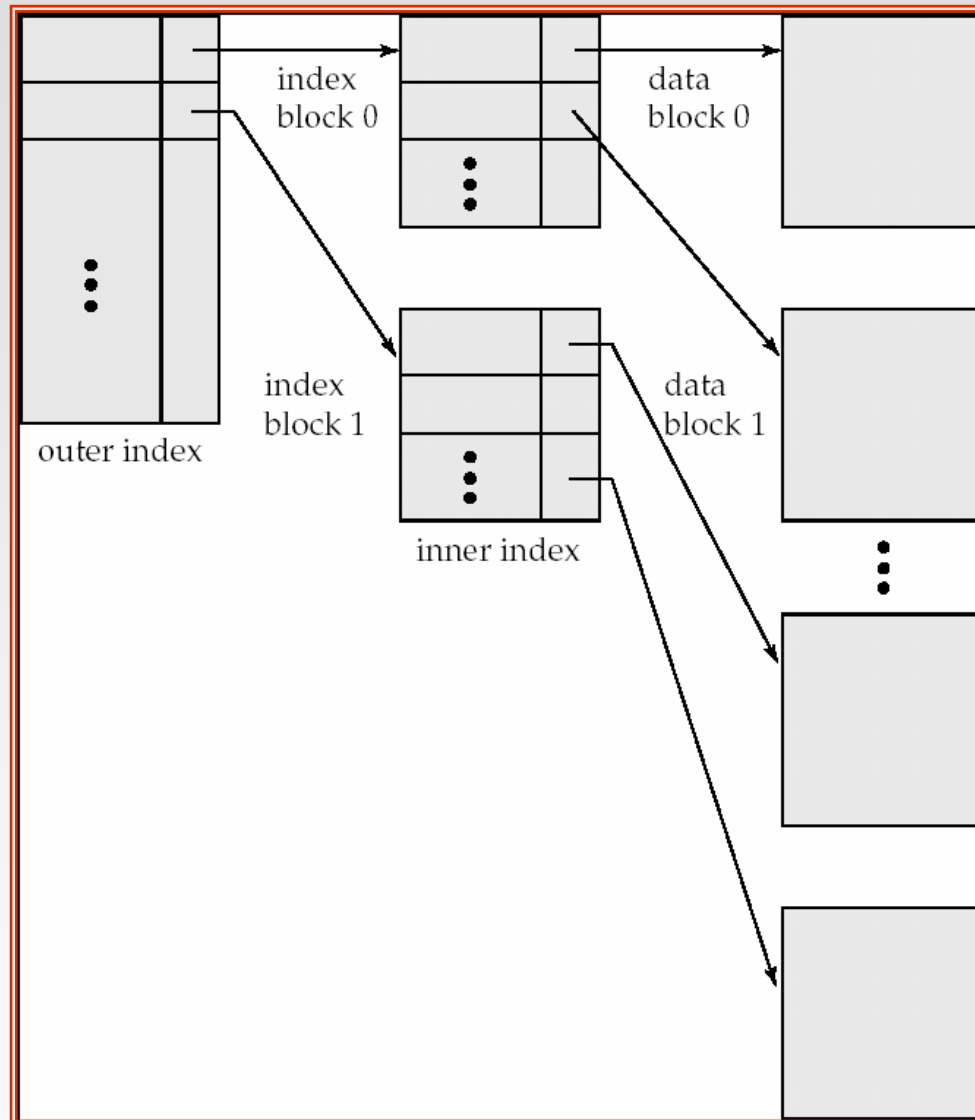 index
block 0
data
block 0
index
block 1
data
block 1
outer index
inner index